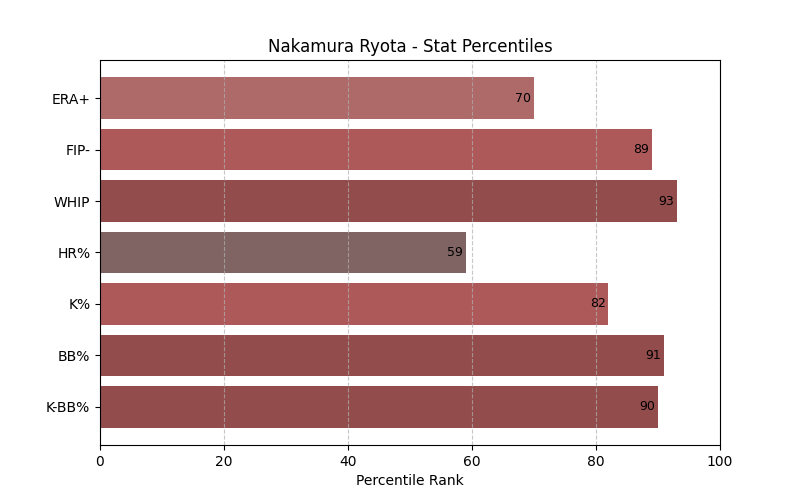 Nakamura Ryota - Stat Percentiles
ERA+ 70
FIP- 89
WHIP 93
HR% 59
K% 82
BB% 91
K-BB% 90
0 20 40 60 80 100
Percentile Rank